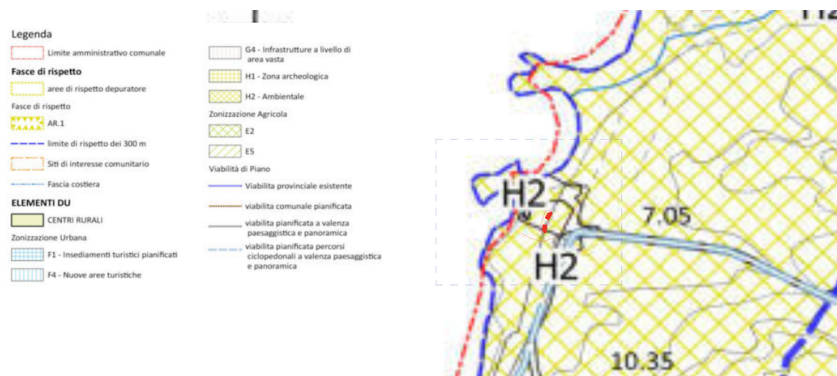 Legenda
Limite amministrativo comunale
Fasce di rispetto
aree di rispetto depuratore
Fasce di rispetto
AR.1
limite di rispetto dei 300 m
Siti di interesse comunitario
Fascia costiera
ELEMENTI DU
CENTRI RURALI
Zonizzazione Urbana
F1 - Insediamenti turistici pianificati
F4 - Nuove aree turistiche
G4 - Infrastrutture a livello di
area vasta
H1 - Zona archeologica
H2 - Ambientale
Zonizzazione Agricola
E2
E5
Viabilità di Piano
Viabilita provinciale esistente
viabilita comunale pianificata
viabilita pianificata a valenza
paesaggistica e panoramica
viabilita pianificata percorsi
ciclopedonali a valenza paesaggistica
e panoramica
H2
7.05
H2
10.35